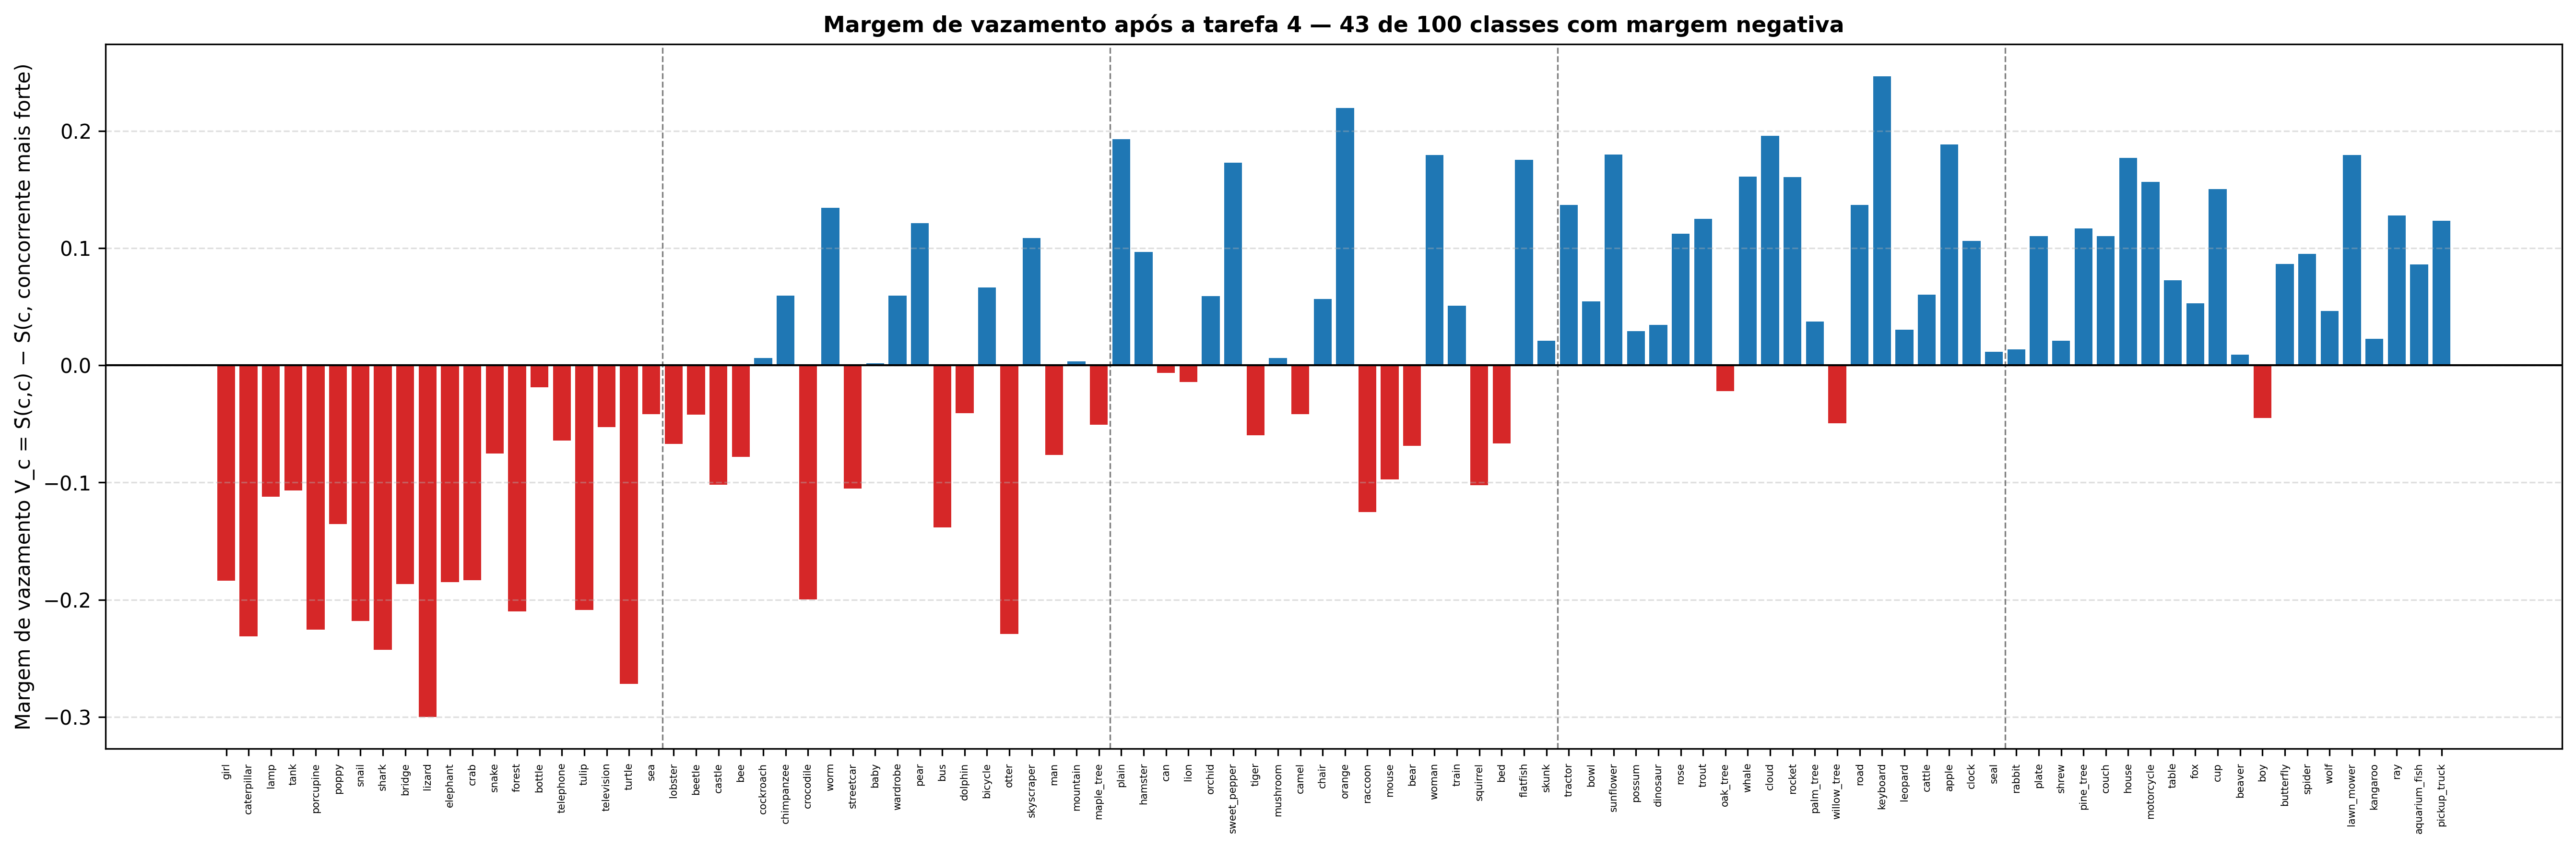 Margem de vazamento após a tarefa 4 — 43 de 100 classes com margem negativa
Margem de vazamento V_c = S(c,c) − S(c, concorrente mais forte)
0.2
0.1
0.0
−0.1
−0.2
−0.3
girl
caterpillar
lamp
tank
porcupine
poppy
snail
shark
bridge
lizard
elephant
crab
snake
forest
bottle
telephone
tulip
television
turtle
sea
lobster
beetle
castle
bee
cockroach
chimpanzee
crocodile
worm
streetcar
baby
wardrobe
pear
bus
dolphin
bicycle
otter
skyscraper
man
mountain
maple_tree
plain
hamster
can
lion
orchid
sweet_pepper
tiger
mushroom
camel
chair
orange
raccoon
mouse
bear
woman
train
squirrel
bed
flatfish
skunk
tractor
bowl
sunflower
possum
dinosaur
rose
trout
oak_tree
whale
cloud
rocket
palm_tree
willow_tree
road
keyboard
leopard
cattle
apple
clock
seal
rabbit
plate
shrew
pine_tree
couch
house
motorcycle
table
fox
cup
beaver
boy
butterfly
spider
wolf
lawn_mower
kangaroo
ray
aquarium_fish
pickup_truck